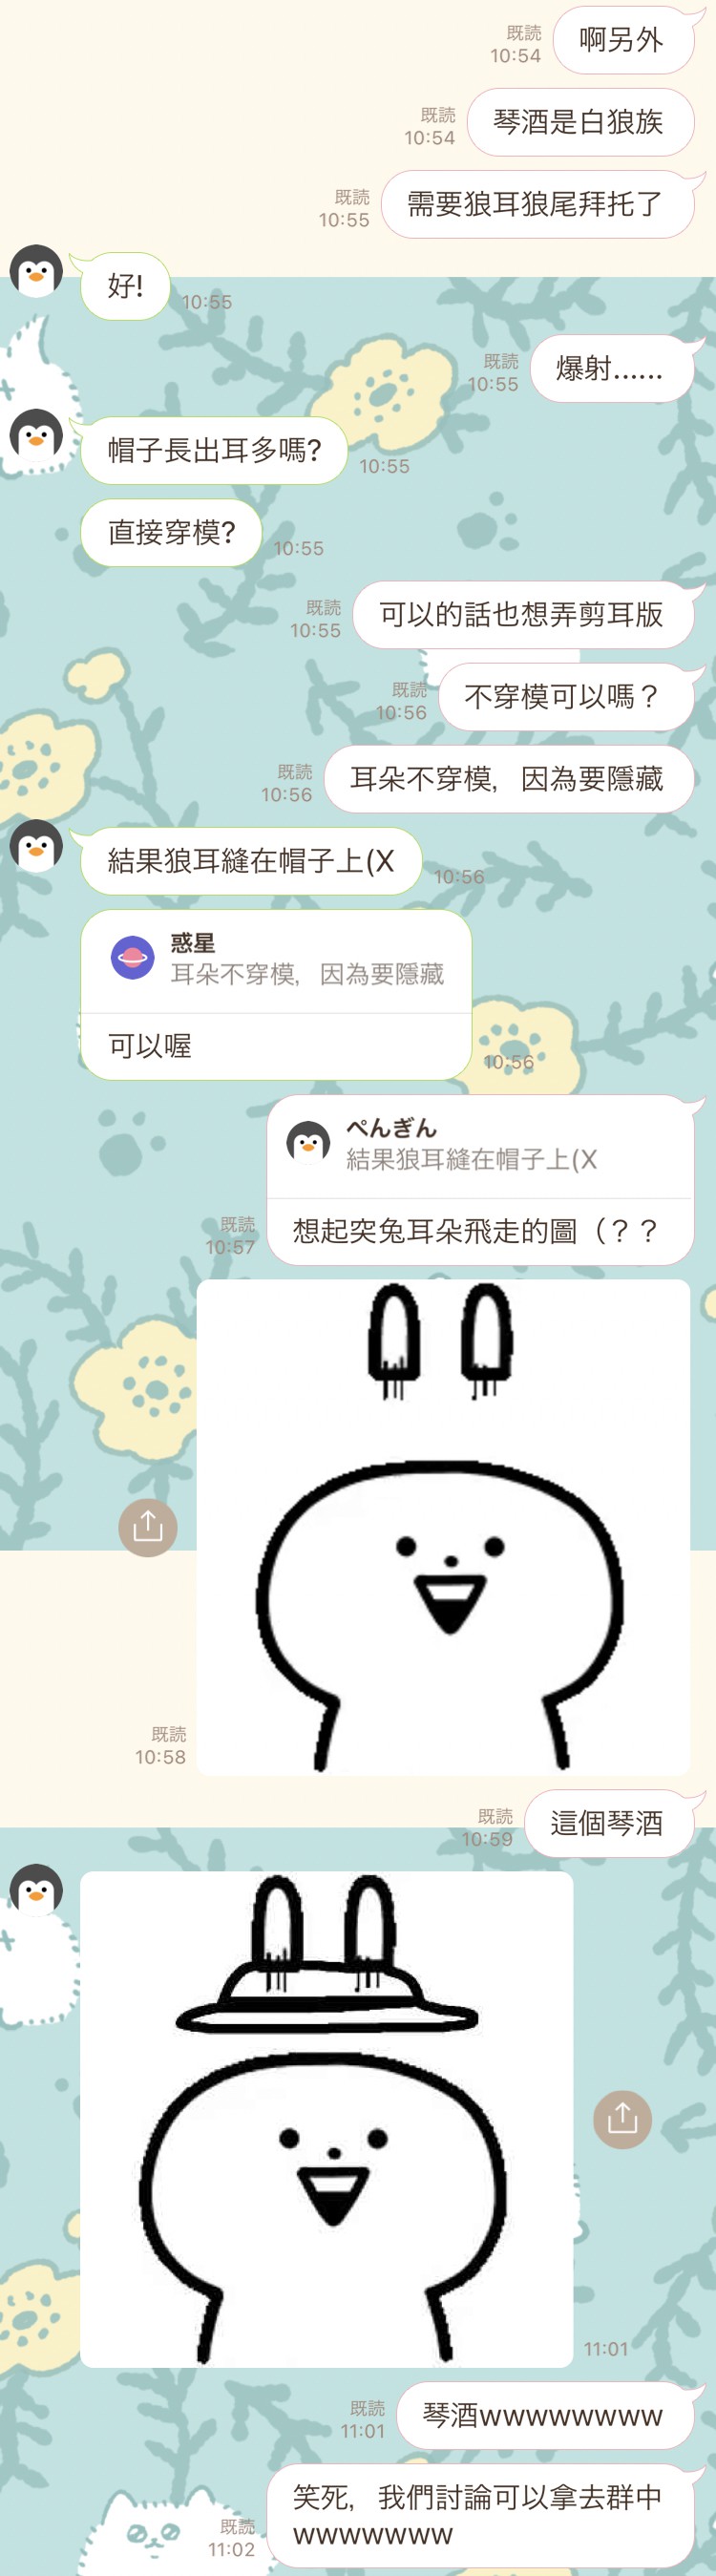 啊另外
既読
10:54
琴酒是白狼族
既読
10:54
需要狼耳狼尾拜托了
既読
10:55
好!
10:55
爆射……
既読
10:55
帽子長出耳多嗎?
10:55
直接穿模?
10:55
可以的話也想弄剪耳版
既読
10:55
不穿模可以嗎？
既読
10:56
耳朵不穿模，因為要隱藏
既読
10:56
結果狼耳縫在帽子上(X
10:56
惑星
耳朵不穿模，因為要隱藏
可以喔
10:56
ぺんぎん
結果狼耳縫在帽子上(X
想起突兔耳朵飛走的圖（？？
既読
10:57
既読
10:58
這個琴酒
既読
10:59
11:01
琴酒wwwwwwww
既読
11:01
笑死，我們討論可以拿去群中
wwwwwww
既読
11:02